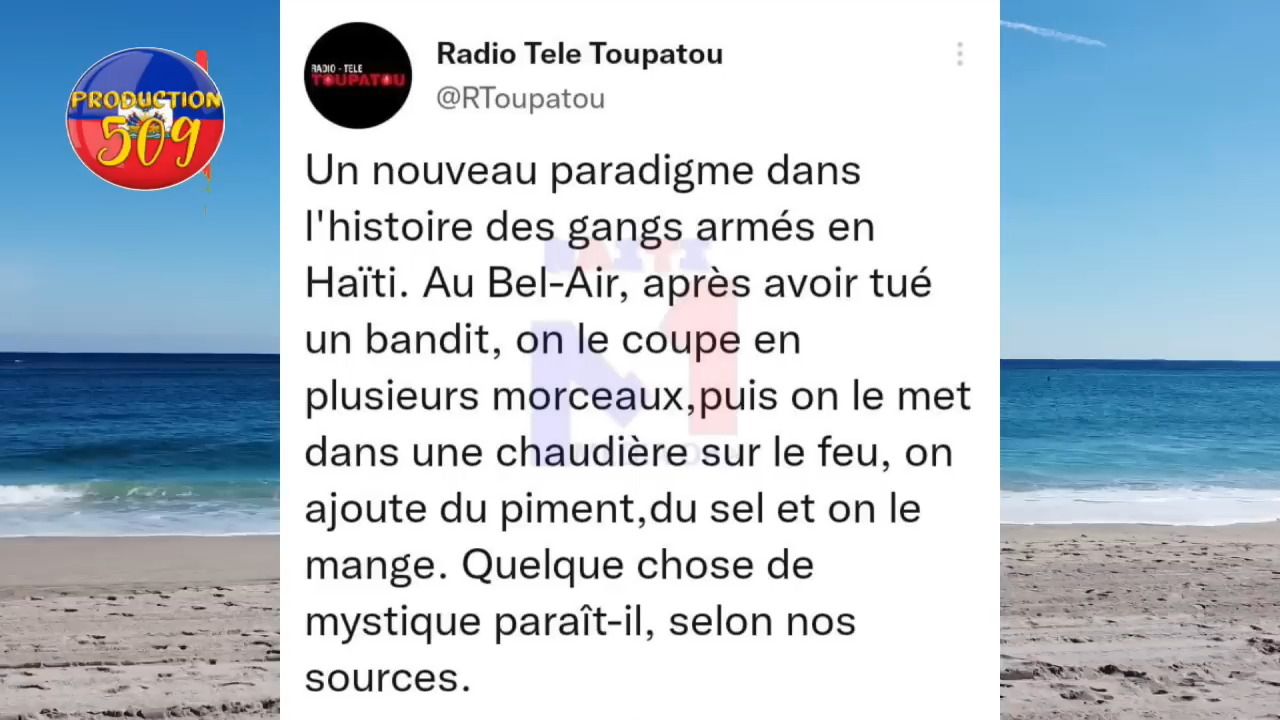 PRODUCTION
509
RADIO - TELE
TOUPATOU
Radio Tele Toupatou
@RToupatou
Un nouveau paradigme dans
l'histoire des gangs armés en
Haïti. Au Bel-Air, après avoir tué
un bandit, on le coupe en
plusieurs morceaux,puis on le met
dans une chaudière sur le feu, on
ajoute du piment,du sel et on le
mange. Quelque chose de
mystique paraît-il, selon nos
sources.